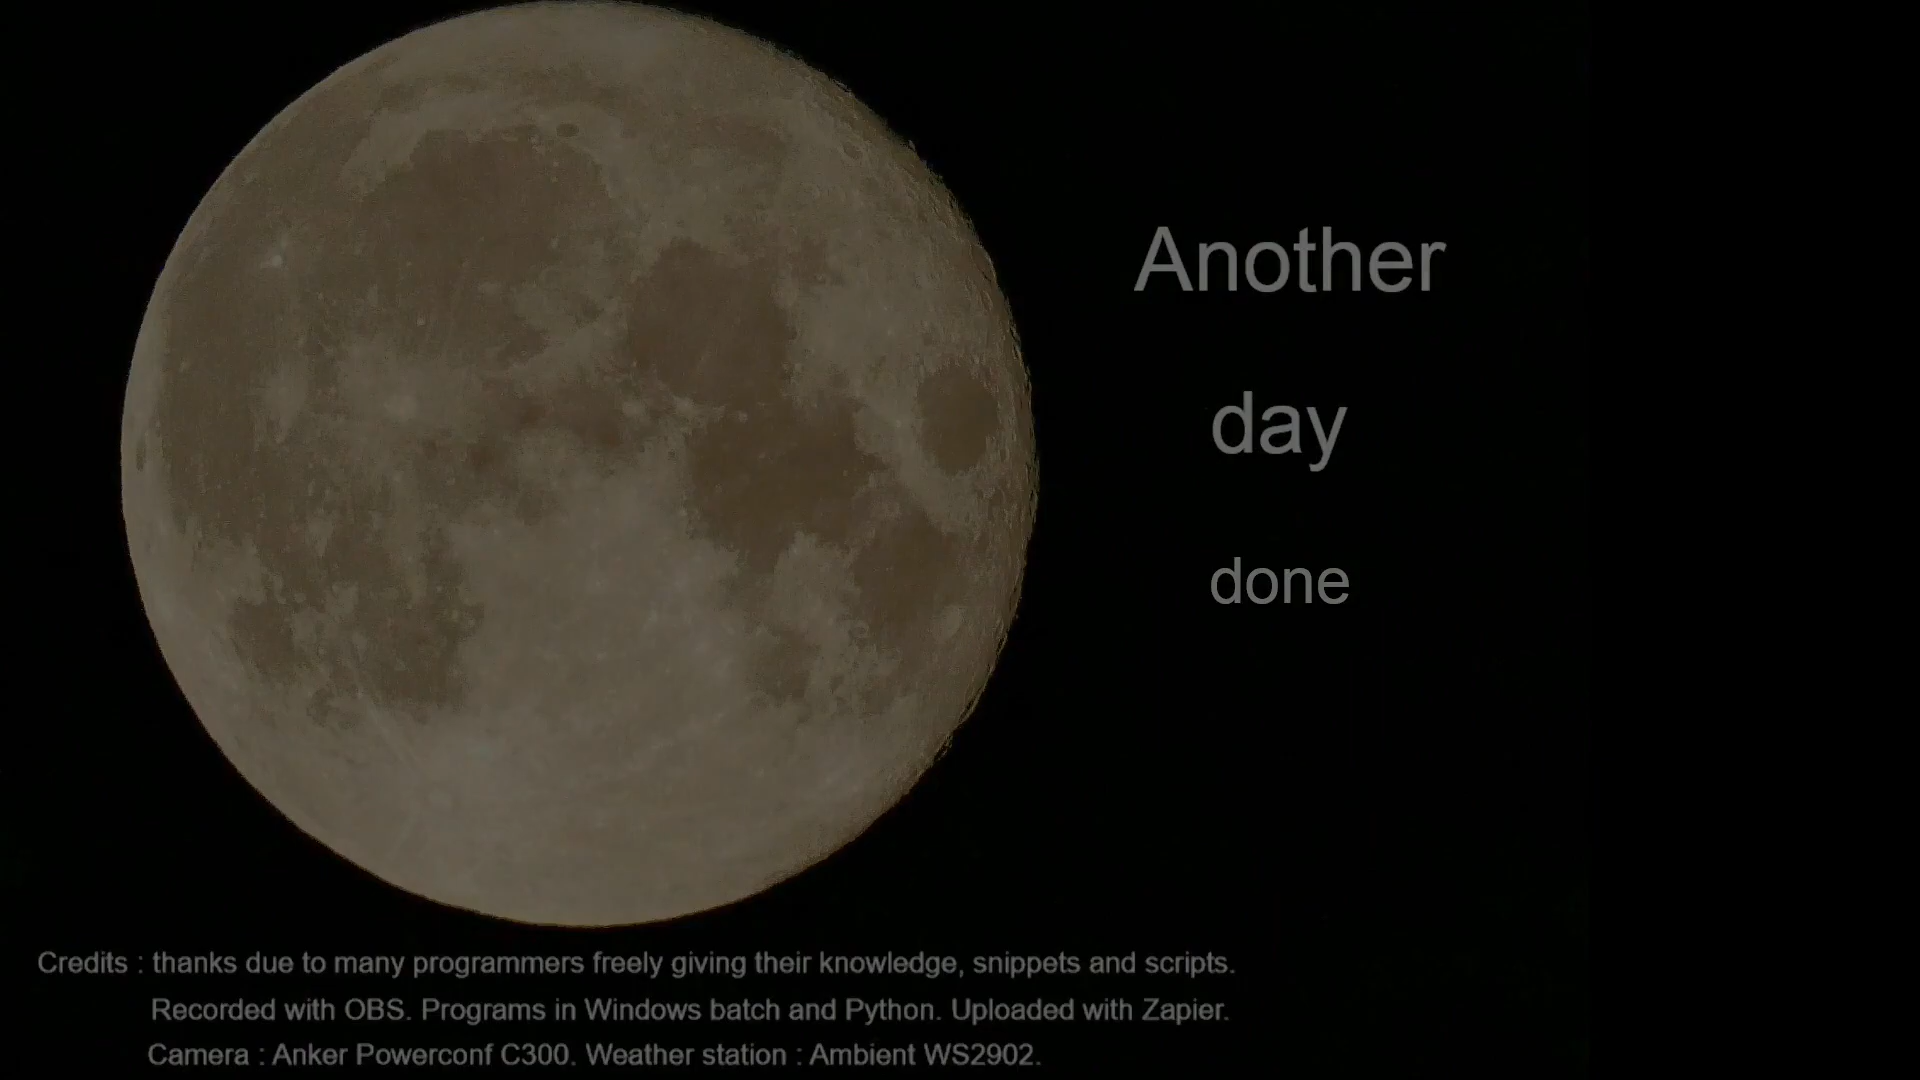 Another
day
done
Credits : thanks due to many programmers freely giving their knowledge, snippets and scripts.
Recorded with OBS. Programs in Windows batch and Python. Uploaded with Zapier.
Camera : Anker Powerconf C300. Weather station : Ambient WS2902.